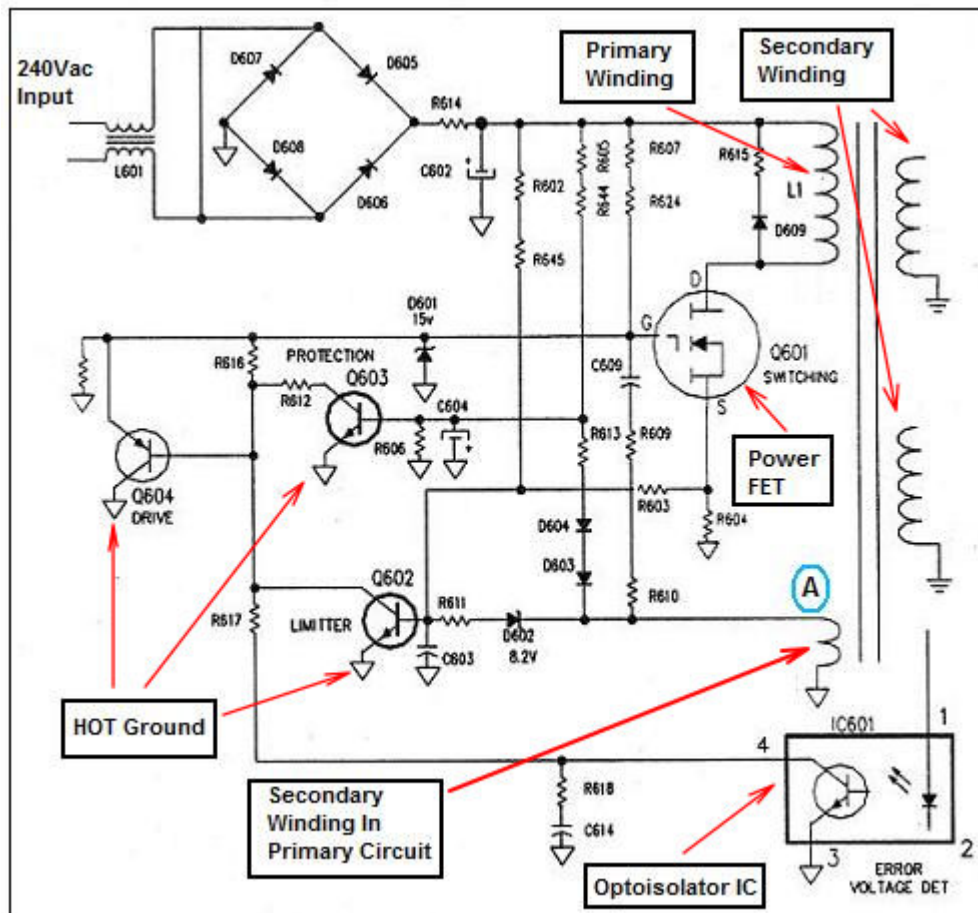 240Vac
Input
L601
D607
D605
D608
D606
R614
C602
+
Primary
Winding
Secondary
Winding
R602
R645
R605
R644
R607
R624
R615
L1
D609
D
G
S
Q601
SWITCHING
Power
FET
D601
15v
R616
PROTECTION
Q603
R612
R606
C604
+
C609
R613
R609
R603
R604
Q604
DRIVE
D604
D603
R610
A
Q602
LIMITTER
R611
D602
8.2V
C603
R617
HOT Ground
Secondary
Winding In
Primary Circuit
R618
C614
IC601
4
1
3
2
Optoisolator IC
ERROR
VOLTAGE DET